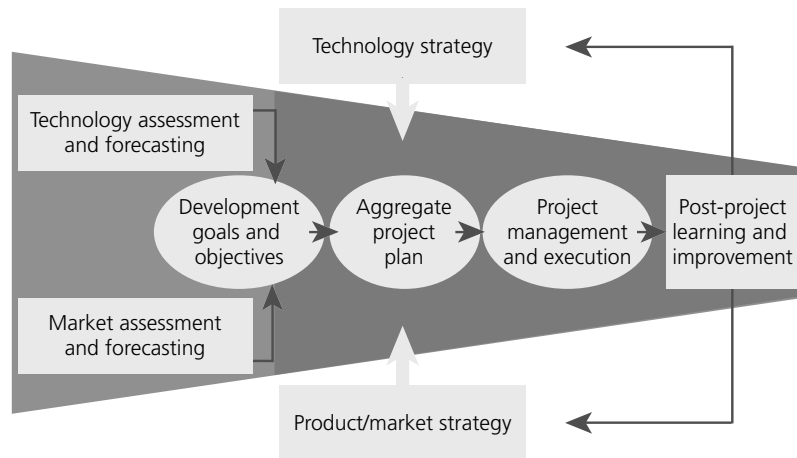 Technology strategy
Technology assessment
and forecasting
Development
goals and
objectives
Aggregate
project
plan
Project
management
and execution
Post-project
learning and
improvement
Market assessment
and forecasting
Product/market strategy